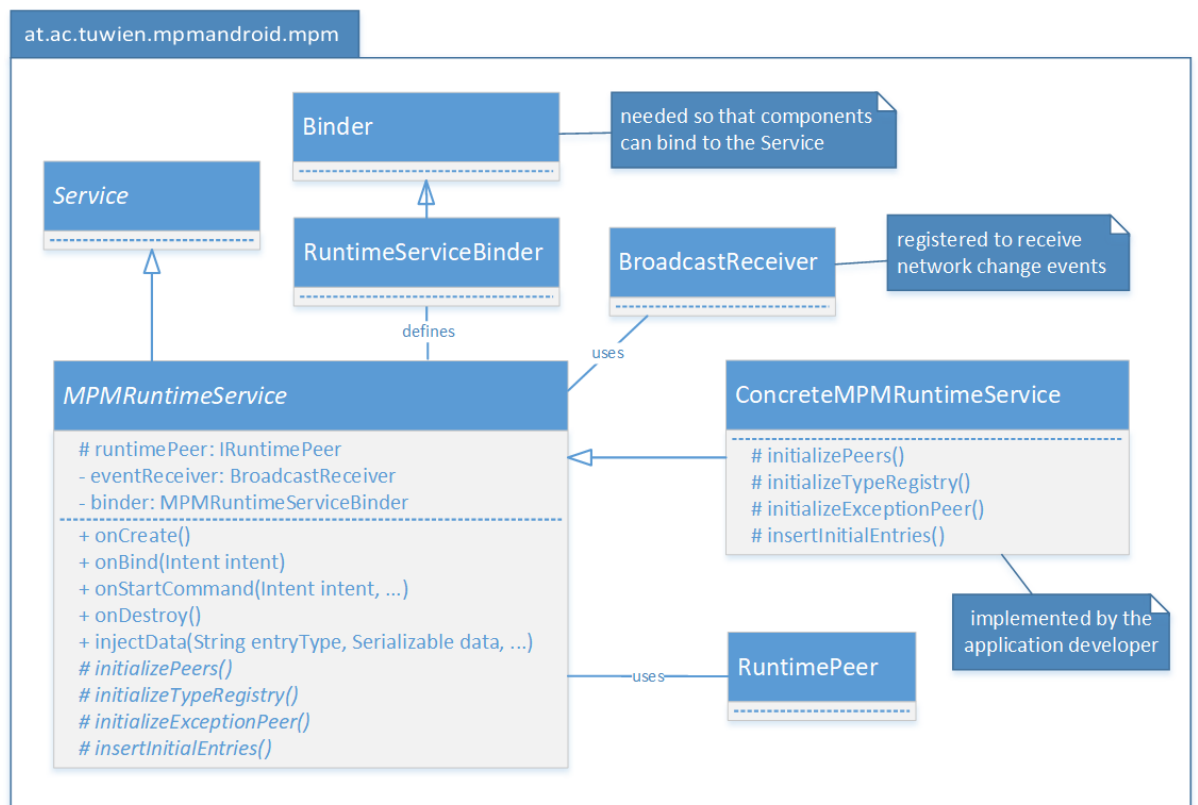 at.ac.tuwien.mpmandroid.mpm
Binder
needed so that components
can bind to the Service
Service
RuntimeServiceBinder
BroadcastReceiver
registered to receive
network change events
defines
uses
MPMRuntimeService
# runtimePeer: IRuntimePeer
- eventReceiver: BroadcastReceiver
- binder: MPMRuntimeServiceBinder
+ onCreate()
+ onBind(Intent intent)
+ onStartCommand(Intent intent, ...)
+ onDestroy()
+ injectData(String entryType, Serializable data, ...)
# initializePeers()
# initializeTypeRegistry()
# initializeExceptionPeer()
# insertInitialEntries()
ConcreteMPMRuntimeService
# initializePeers()
# initializeTypeRegistry()
# initializeExceptionPeer()
# insertInitialEntries()
implemented by the
application developer
uses
RuntimePeer